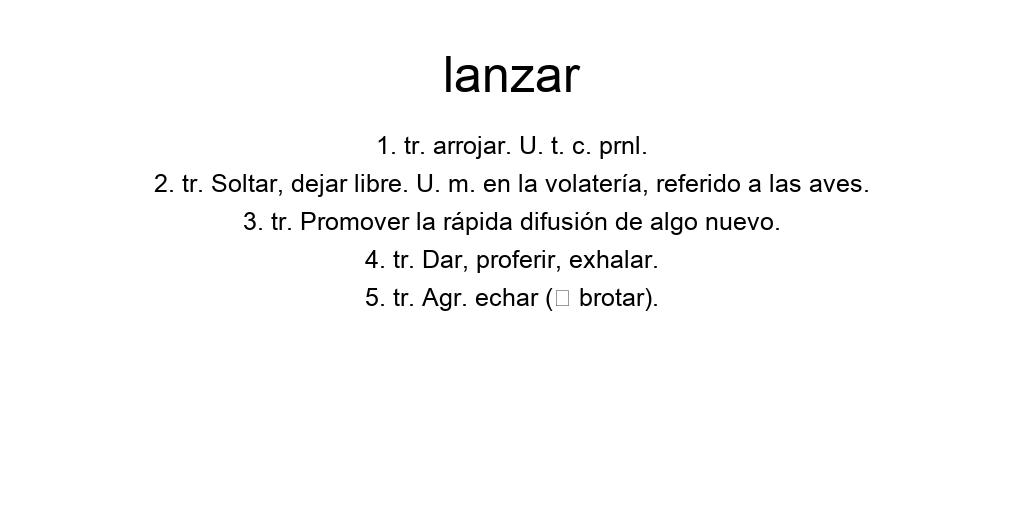 lanzar
1. tr. arrojar. U. t. c. prnl.
2. tr. Soltar, dejar libre. U. m. en la volatería, referido a las aves.
3. tr. Promover la rápida difusión de algo nuevo.
4. tr. Dar, proferir, exhalar.
5. tr. Agr. echar (□ brotar).